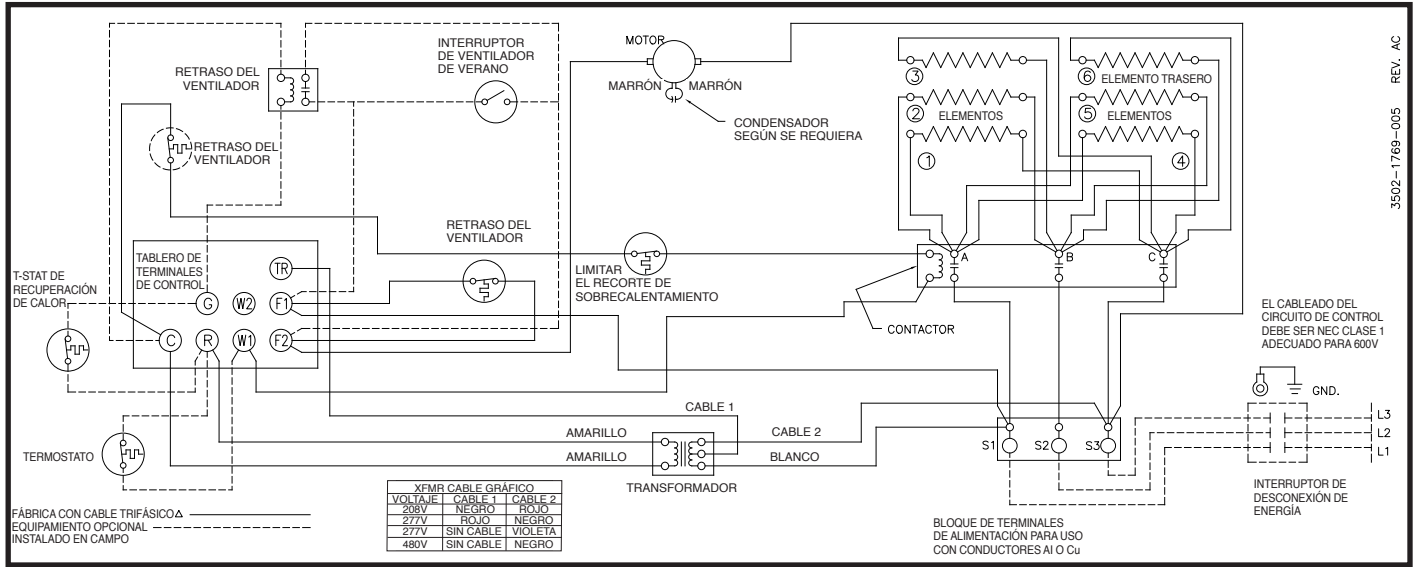 RETRASO DEL
VENTILADOR
INTERRUPTOR
DE VENTILADOR
DE VERANO
MOTOR
MARRÓN
MARRÓN
CONDENSADOR
SEGÚN SE REQUIERA
3
2
ELEMENTOS
1
6
ELEMENTO TRASERO
5
ELEMENTOS
4
3502-1769-005 REV. AC
RETRASO DEL
VENTILADOR
RETRASO DEL
VENTILADOR
LIMITAR
EL RECORTE DE
SOBRECALENTAMIENTO
A
B
C
CONTACTOR
T-STAT DE
RECUPERACIÓN
DE CALOR
TABLERO DE
TERMINALES
DE CONTROL
TR
G
W2
F1
C
R
W1
F2
EL CABLEADO DEL
CIRCUITO DE CONTROL
DEBE SER NEC CLASE 1
ADECUADO PARA 600V
GND.
L3
L2
L1
INTERRUPTOR DE
DESCONEXIÓN DE
ENERGÍA
S1
S2
S3
BLOQUE DE TERMINALES
DE ALIMENTACIÓN PARA USO
CON CONDUCTORES Al O Cu
TERMOSTATO
AMARILLO
AMARILLO
CABLE 1
CABLE 2
BLANCO
TRANSFORMADOR
XFMR CABLE GRÁFICO
VOLTAJE CABLE 1 CABLE 2
208V NEGRO ROJO
277V ROJO NEGRO
277V SIN CABLE VIOLETA
480V SIN CABLE NEGRO
FÁBRICA CON CABLE TRIFÁSICO Δ
EQUIPAMIENTO OPCIONAL
INSTALADO EN CAMPO